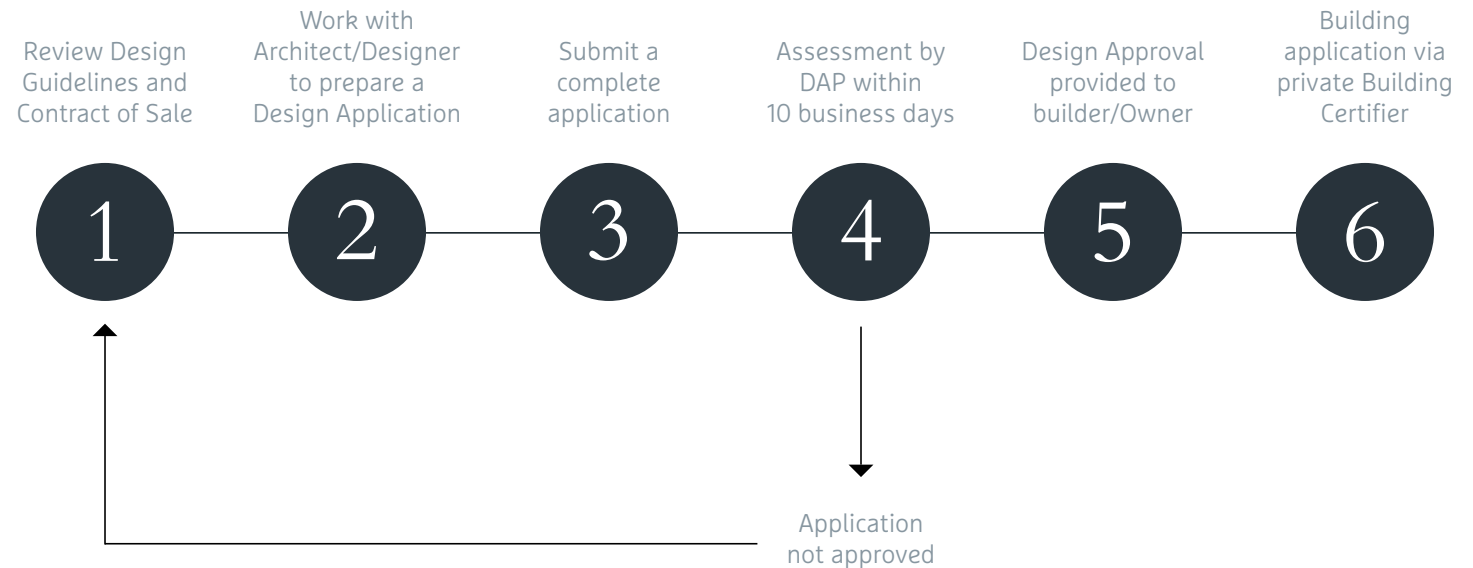 Review Design
Guidelines and
Contract of Sale
Work with
Architect/Designer
to prepare a
Design Application
Submit a
complete
application
Assessment by
DAP within
10 business days
Design Approval
provided to
builder/Owner
Building
application via
private Building
Certifier
1
2
3
4
5
6
Application
not approved